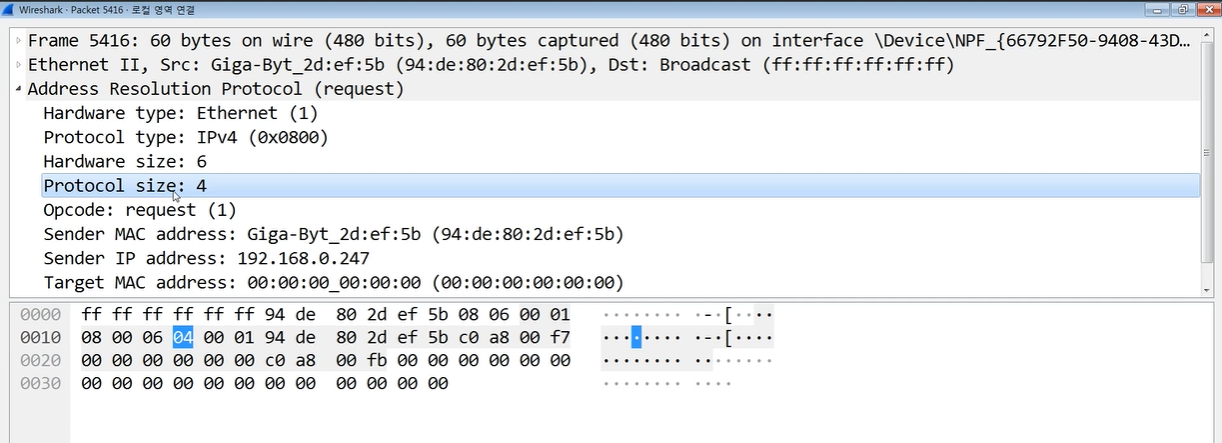 Wireshark · Packet 5416 · 로컬 영역 연결
Frame 5416: 60 bytes on wire (480 bits), 60 bytes captured (480 bits) on interface \Device\NPF_{66792F50-9408-43D…
Ethernet II, Src: Giga-Byt_2d:ef:5b (94:de:80:2d:ef:5b), Dst: Broadcast (ff:ff:ff:ff:ff:ff)
Address Resolution Protocol (request)
Hardware type: Ethernet (1)
Protocol type: IPv4 (0x0800)
Hardware size: 6
Protocol size: 4
Opcode: request (1)
Sender MAC address: Giga-Byt_2d:ef:5b (94:de:80:2d:ef:5b)
Sender IP address: 192.168.0.247
Target MAC address: 00:00:00_00:00:00 (00:00:00:00:00:00)
0000 ff ff ff ff ff ff 94 de 80 2d ef 5b 08 06 00 01 ········ ·-·[····
0010 08 00 06 04 00 01 94 de 80 2d ef 5b c0 a8 00 f7 ········ ·-·[····
0020 00 00 00 00 00 00 c0 a8 00 fb 00 00 00 00 00 00 ········ ········
0030 00 00 00 00 00 00 00 00 00 00 00 00 ········ ····